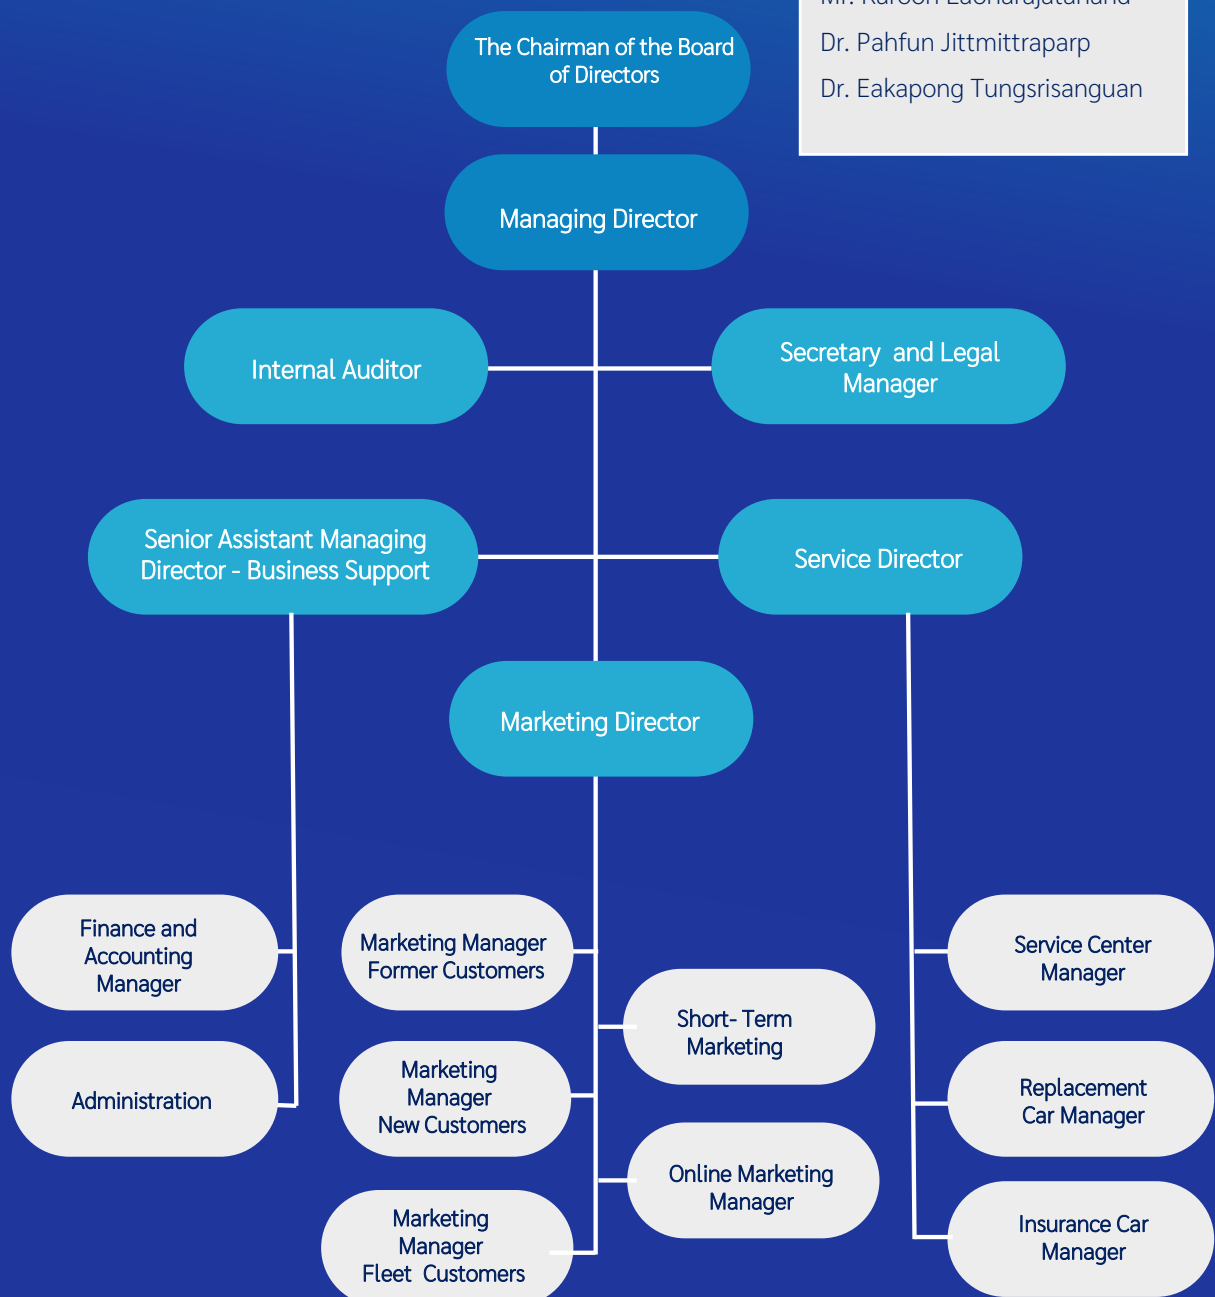 Dr. Pahfun Jittmittraparp
Dr. Eakapong Tungsrisanguan
The Chairman of the Board
of Directors
Managing Director
Internal Auditor
Secretary and Legal
Manager
Senior Assistant Managing
Director - Business Support
Service Director
Marketing Director
Finance and
Accounting
Manager
Administration
Marketing Manager
Former Customers
Marketing
Manager
New Customers
Marketing
Manager
Fleet Customers
Short- Term
Marketing
Online Marketing
Manager
Service Center
Manager
Replacement
Car Manager
Insurance Car
Manager